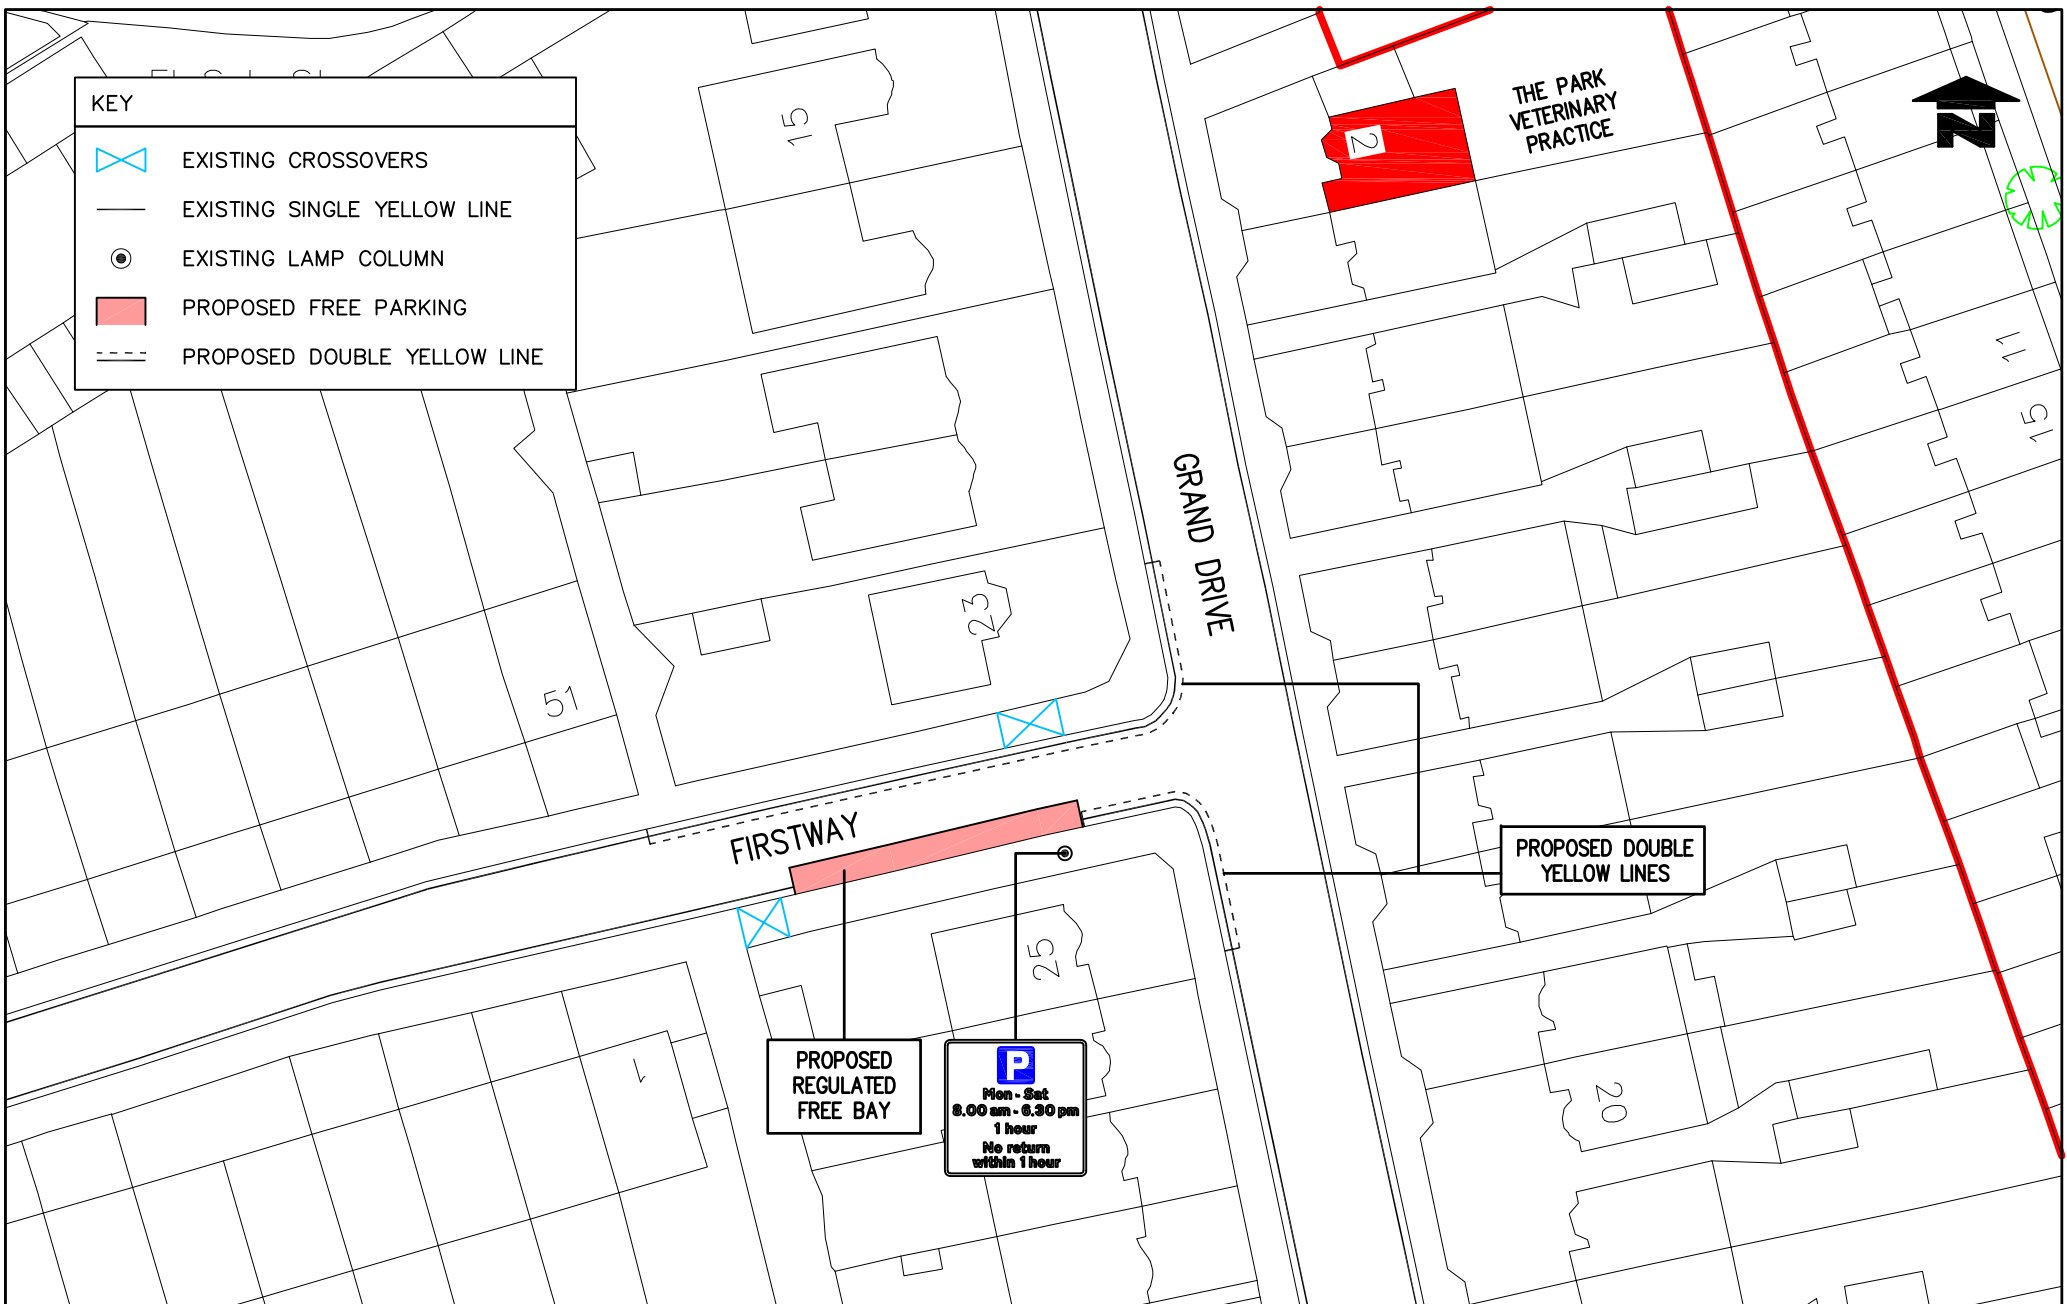 KEY
EXISTING CROSSOVERS
EXISTING SINGLE YELLOW LINE
EXISTING LAMP COLUMN
PROPOSED FREE PARKING
PROPOSED DOUBLE YELLOW LINE
15
2
THE PARK
VETERINARY
PRACTICE
N
11
15
GRAND DRIVE
23
51
FIRSTWAY
PROPOSED DOUBLE
YELLOW LINES
25
1
20
PROPOSED
REGULATED
FREE BAY
P
Mon - Sat
8.00 am - 6.30 pm
1 hour
No return
within 1 hour